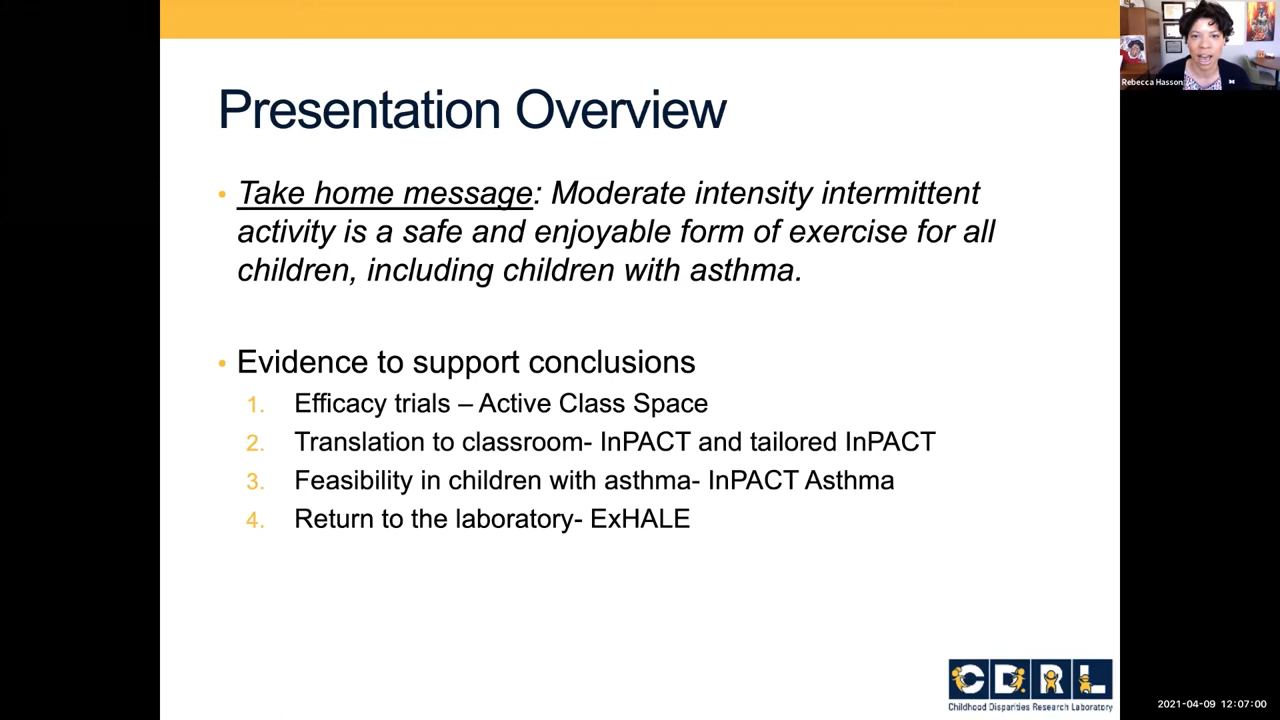 Presentation Overview
Rebecca Hasson
• Take home message: Moderate intensity intermittent
activity is a safe and enjoyable form of exercise for all
children, including children with asthma.
• Evidence to support conclusions
1. Efficacy trials – Active Class Space
2. Translation to classroom- InPACT and tailored InPACT
3. Feasibility in children with asthma- InPACT Asthma
4. Return to the laboratory- ExHALE
CDRL
Childhood Disparities Research Laboratory
2021-04-09 12:07:00